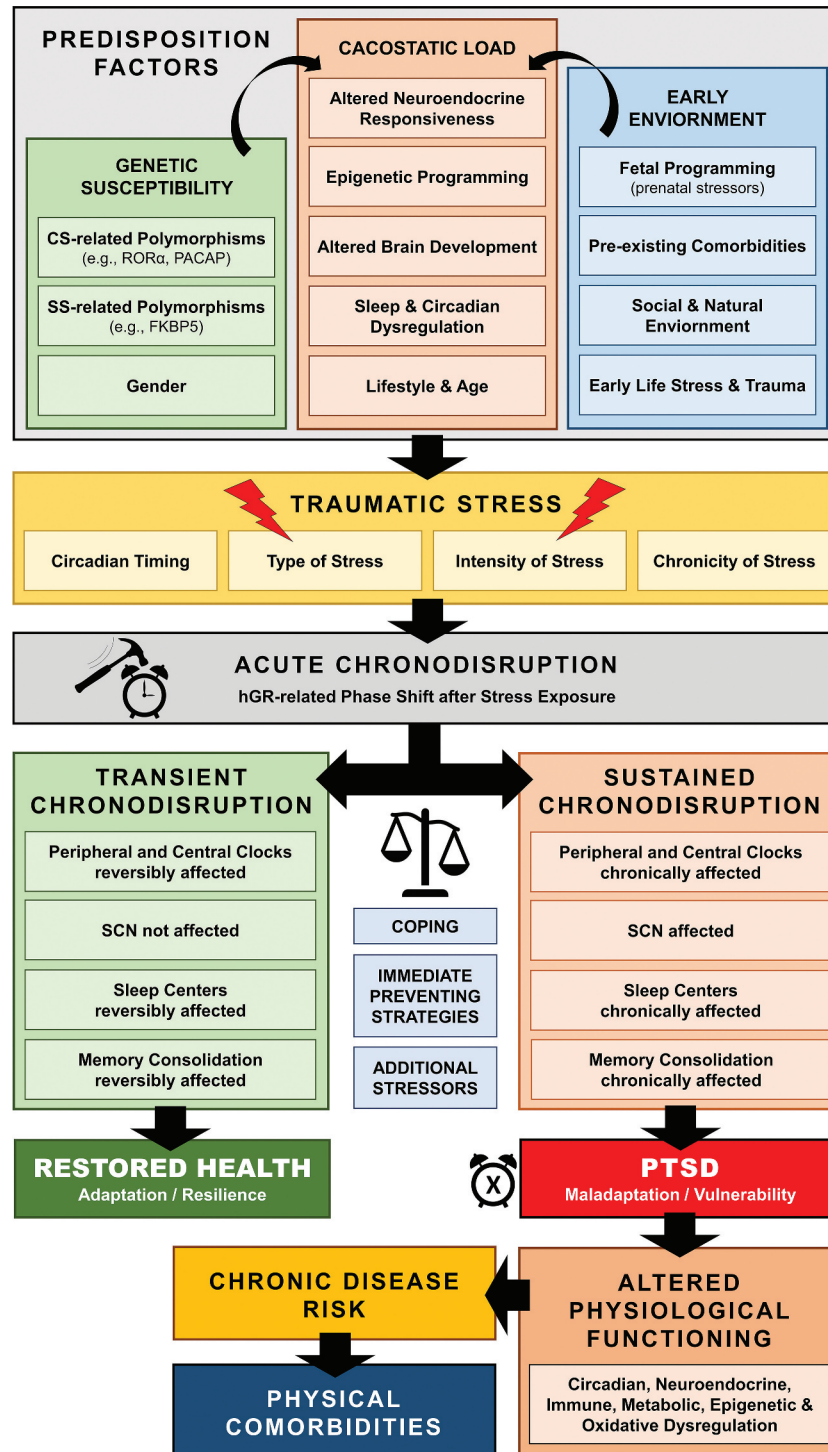 PREDISPOSITION
FACTORS
CACOSTATIC LOAD
Altered Neuroendocrine
Responsiveness
Epigenetic Programming
Altered Brain Development
Sleep & Circadian
Dysregulation
Lifestyle & Age
GENETIC
SUSCEPTIBILITY
CS-related Polymorphisms
(e.g., RORα, PACAP)
SS-related Polymorphisms
(e.g., FKBP5)
Gender
EARLY
ENVIORNMENT
Fetal Programming
(prenatal stressors)
Pre-existing Comorbidities
Social & Natural
Enviornment
Early Life Stress & Trauma
TRAUMATIC STRESS
Circadian Timing
Type of Stress
Intensity of Stress
Chronicity of Stress
ACUTE CHRONODISRUPTION
hGR-related Phase Shift after Stress Exposure
TRANSIENT
CHRONODISRUPTION
Peripheral and Central Clocks
reversibly affected
SCN not affected
Sleep Centers
reversibly affected
Memory Consolidation
reversibly affected
COPING
IMMEDIATE
PREVENTING
STRATEGIES
ADDITIONAL
STRESSORS
SUSTAINED
CHRONODISRUPTION
Peripheral and Central Clocks
chronically affected
SCN affected
Sleep Centers
chronically affected
Memory Consolidation
chronically affected
RESTORED HEALTH
Adaptation / Resilience
X
PTSD
Maladaptation / Vulnerability
CHRONIC DISEASE
RISK
ALTERED
PHYSIOLOGICAL
FUNCTIONING
Circadian, Neuroendocrine,
Immune, Metabolic, Epigenetic &
Oxidative Dysregulation
PHYSICAL
COMORBIDITIES